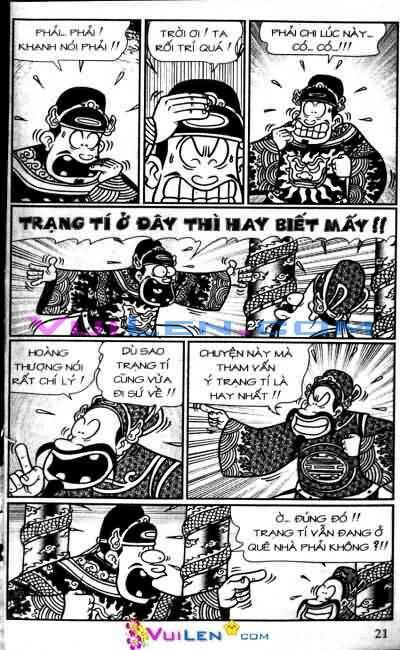 PHẢI... PHẢI !
KHANH NÓI PHẢI !!
TRỜI ƠI ! TA
RỐI TRÍ QUÁ !
PHẢI CHI LÚC NÀY...
CÓ... CÓ...!!!
TRẠNG TÍ Ở ĐÂY THÌ HAY BIẾT MẤY !!
VUILEN.COM
HOÀNG
THƯỢNG NÓI
RẤT CHÍ LÝ !
DÙ SAO
TRẠNG TÍ
CŨNG VỪA
ĐI SỨ VỀ !!
CHUYỆN NÀY MÀ
THAM VẤN
Ý TRẠNG TÍ LÀ
HAY NHẤT !!
Ờ... ĐÚNG ĐÓ !!
TRẠNG TÍ VẪN ĐANG Ở
QUÊ NHÀ PHẢI KHÔNG ?!!
21
VUILEN.COM